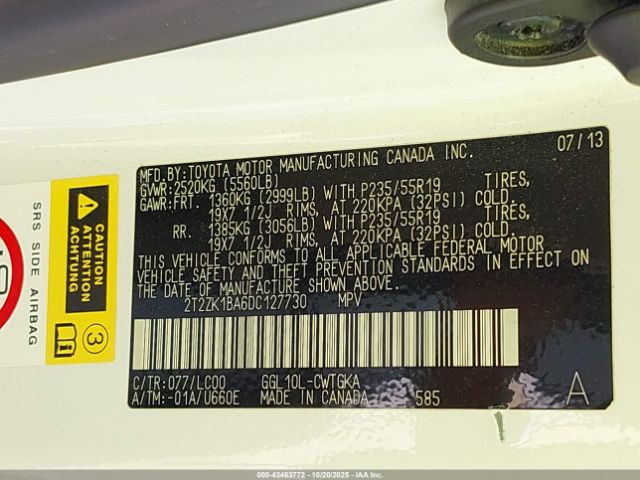 MFD.BY:TOYOTA MOTOR MANUFACTURING CANADA INC. 07/13
GVWR:2520KG (5560LB)
GAWR:FRT. 1360KG (2999LB) WITH P235/55R19 TIRES,
19X7 1/2J RIMS, AT 220KPA (32PSI) COLD.
RR. 1385KG (3056LB) WITH P235/55R19 TIRES,
19X7 1/2J RIMS, AT 220KPA (32PSI) COLD.
THIS VEHICLE CONFORMS TO ALL APPLICABLE FEDERAL MOTOR
VEHICLE SAFETY AND THEFT PREVENTION STANDARDS IN EFFECT ON
THE DATE OF MANUFACTURE SHOWN ABOVE.
2T2ZK1BA6DC127730 MPV
C/TR:077/LC00 GGL10L-CWTGKA
A/TM:-01A/U660E MADE IN CANADA 585 A
SRS SIDE AIRBAG
CAUTION
ATTENTION
3
000-43463772 - 10/20/2025 - IAA Inc.